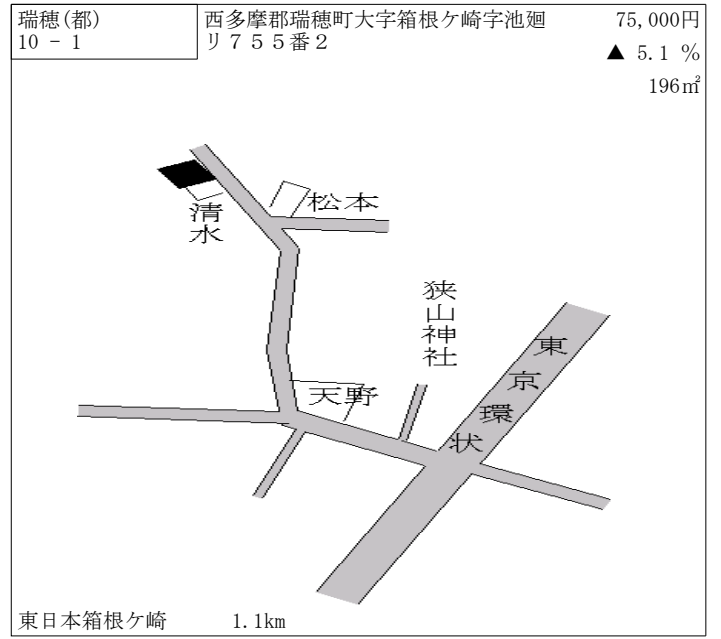 瑞穂(都)
10 - 1
西多摩郡瑞穂町大字箱根ケ崎字池廻
リ755番2
75,000円
▲ 5.1 %
196㎡
清水
松本
狭山神社
東京環状
天野
東日本箱根ケ崎 1.1km